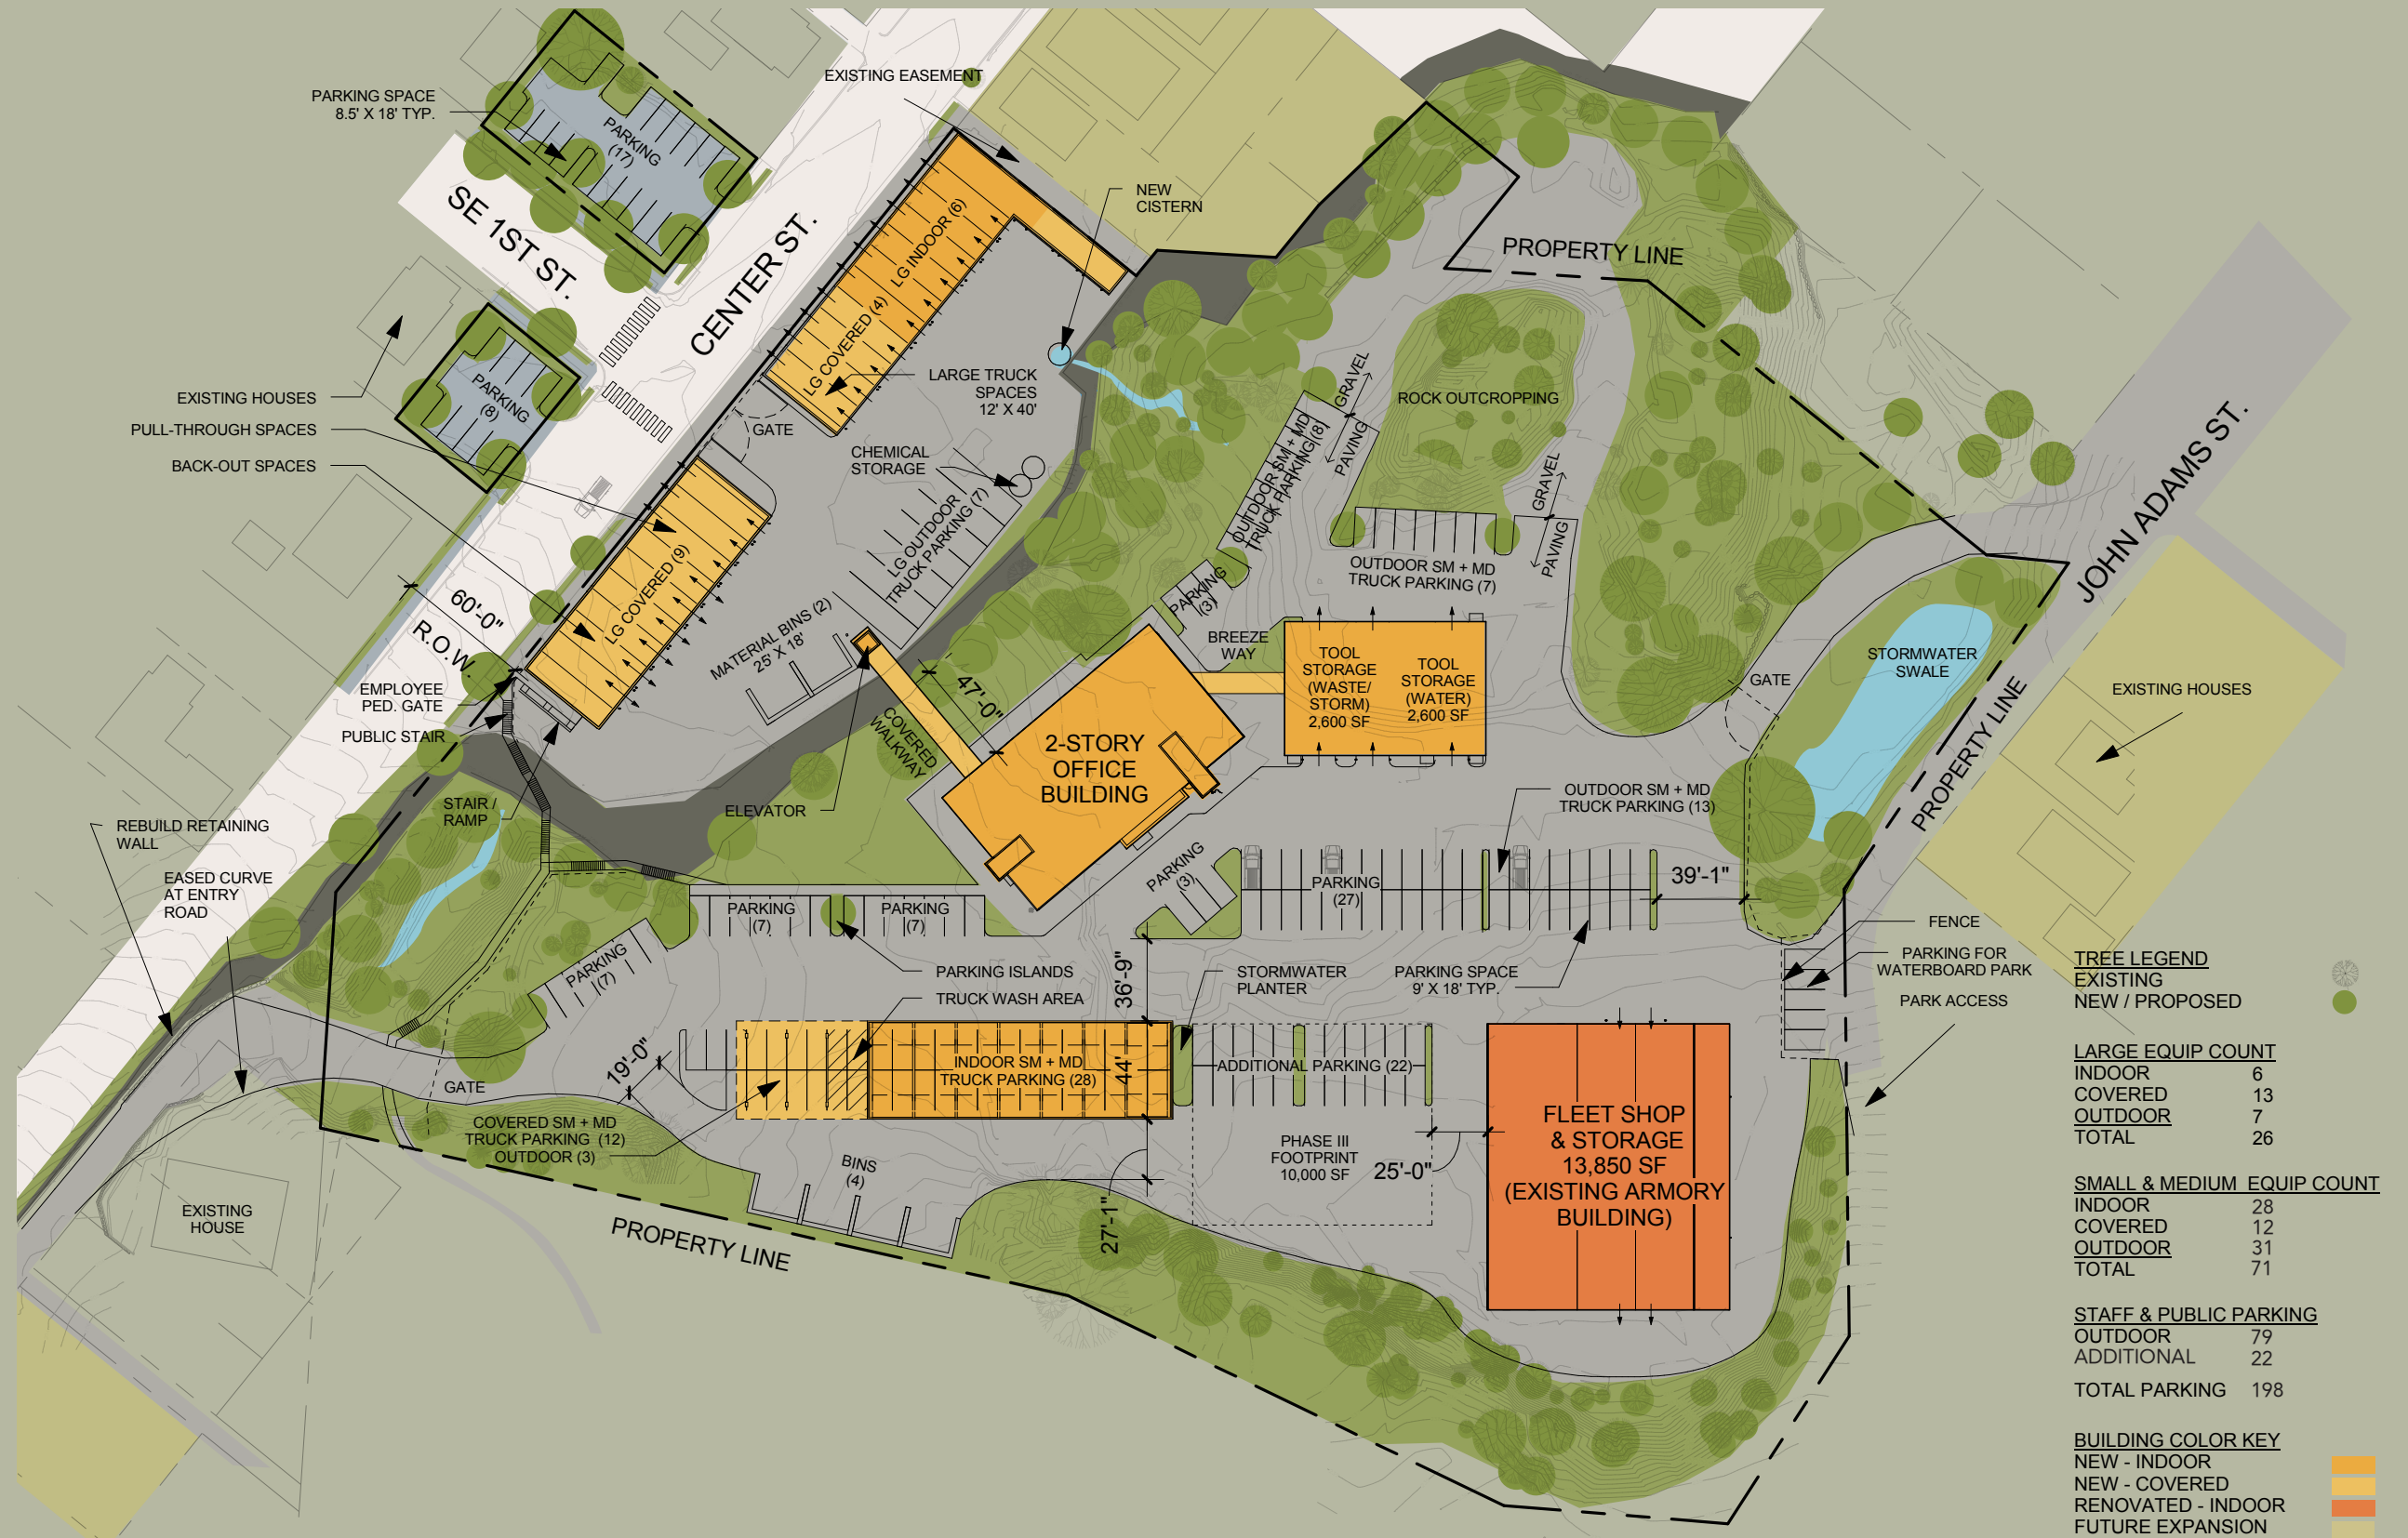 EXISTING EASEMENT
PARKING SPACE
8.5' X 18' TYP.
PARKING
(17)
SE 1ST ST.
CENTER ST.
NEW
CISTERN
LG INDOOR (6)
LG COVERED (4)
PROPERTY LINE
PARKING
(8)
EXISTING HOUSES
PULL-THROUGH SPACES
BACK-OUT SPACES
LARGE TRUCK
SPACES
12' X 40'
GATE
CHEMICAL
STORAGE
LG OUTDOOR
TRUCK PARKING (7)
GRAVEL
PAVING
ROCK OUTCROPPING
OUTDOOR SM + MD
TRUCK PARKING (8)
GRAVEL
PAVING
OUTDOOR SM + MD
TRUCK PARKING (7)
JOHN ADAMS ST.
LG COVERED (9)
60'-0"
R.O.W.
MATERIAL BINS (2)
25' X 18'
PARKING
(3)
BREEZE
WAY
TOOL
STORAGE
(WASTE/
STORM)
2,600 SF
TOOL
STORAGE
(WATER)
2,600 SF
STORMWATER
SWALE
GATE
EXISTING HOUSES
EMPLOYEE
PED. GATE
PUBLIC STAIR
COVERED
WALKWAY
47'-0"
2-STORY
OFFICE
BUILDING
PROPERTY LINE
STAIR /
RAMP
ELEVATOR
OUTDOOR SM + MD
TRUCK PARKING (13)
REBUILD RETAINING
WALL
EASED CURVE
AT ENTRY
ROAD
PARKING
(3)
PARKING
(27)
39'-1"
PARKING
(7)
PARKING
(7)
PARKING
(7)
FENCE
PARKING FOR
WATERBOARD PARK
PARK ACCESS
PARKING ISLANDS
TRUCK WASH AREA
36'-9"
STORMWATER
PLANTER
PARKING SPACE
9' X 18' TYP.
19'-0"
GATE
INDOOR SM + MD
TRUCK PARKING (28)
44'
ADDITIONAL PARKING (22)
COVERED SM + MD
TRUCK PARKING (12)
OUTDOOR (3)
BINS
(4)
27'-1"
PHASE III
FOOTPRINT
10,000 SF
25'-0"
FLEET SHOP
& STORAGE
13,850 SF
(EXISTING ARMORY
BUILDING)
EXISTING
HOUSE
PROPERTY LINE
TREE LEGEND
EXISTING
NEW / PROPOSED
LARGE EQUIP COUNT
INDOOR 6
COVERED 13
OUTDOOR 7
TOTAL 26
SMALL & MEDIUM EQUIP COUNT
INDOOR 28
COVERED 12
OUTDOOR 31
TOTAL 71
STAFF & PUBLIC PARKING
OUTDOOR 79
ADDITIONAL 22
TOTAL PARKING 198
BUILDING COLOR KEY
NEW - INDOOR
NEW - COVERED
RENOVATED - INDOOR
FUTURE EXPANSION